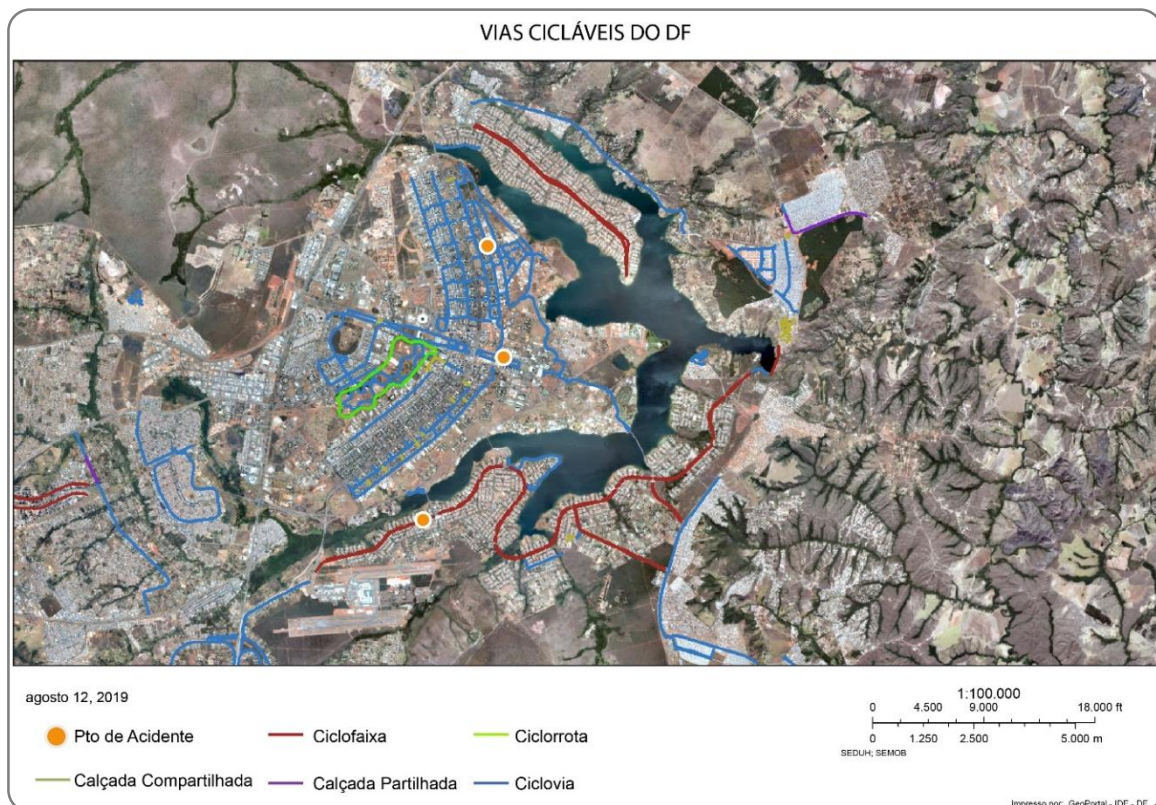 VIAS CICLÁVEIS DO DF
agosto 12, 2019
Pto de Acidente
Ciclofaixa
Ciclorrota
Calçada Compartilhada
Calçada Partilhada
Ciclovia
1:100.000
0 4.500 9.000 18.000 ft
0 1.250 2.500 5.000 m
SEDUH; SEMOB
Impresso por: GeoPortal - IDE - DF